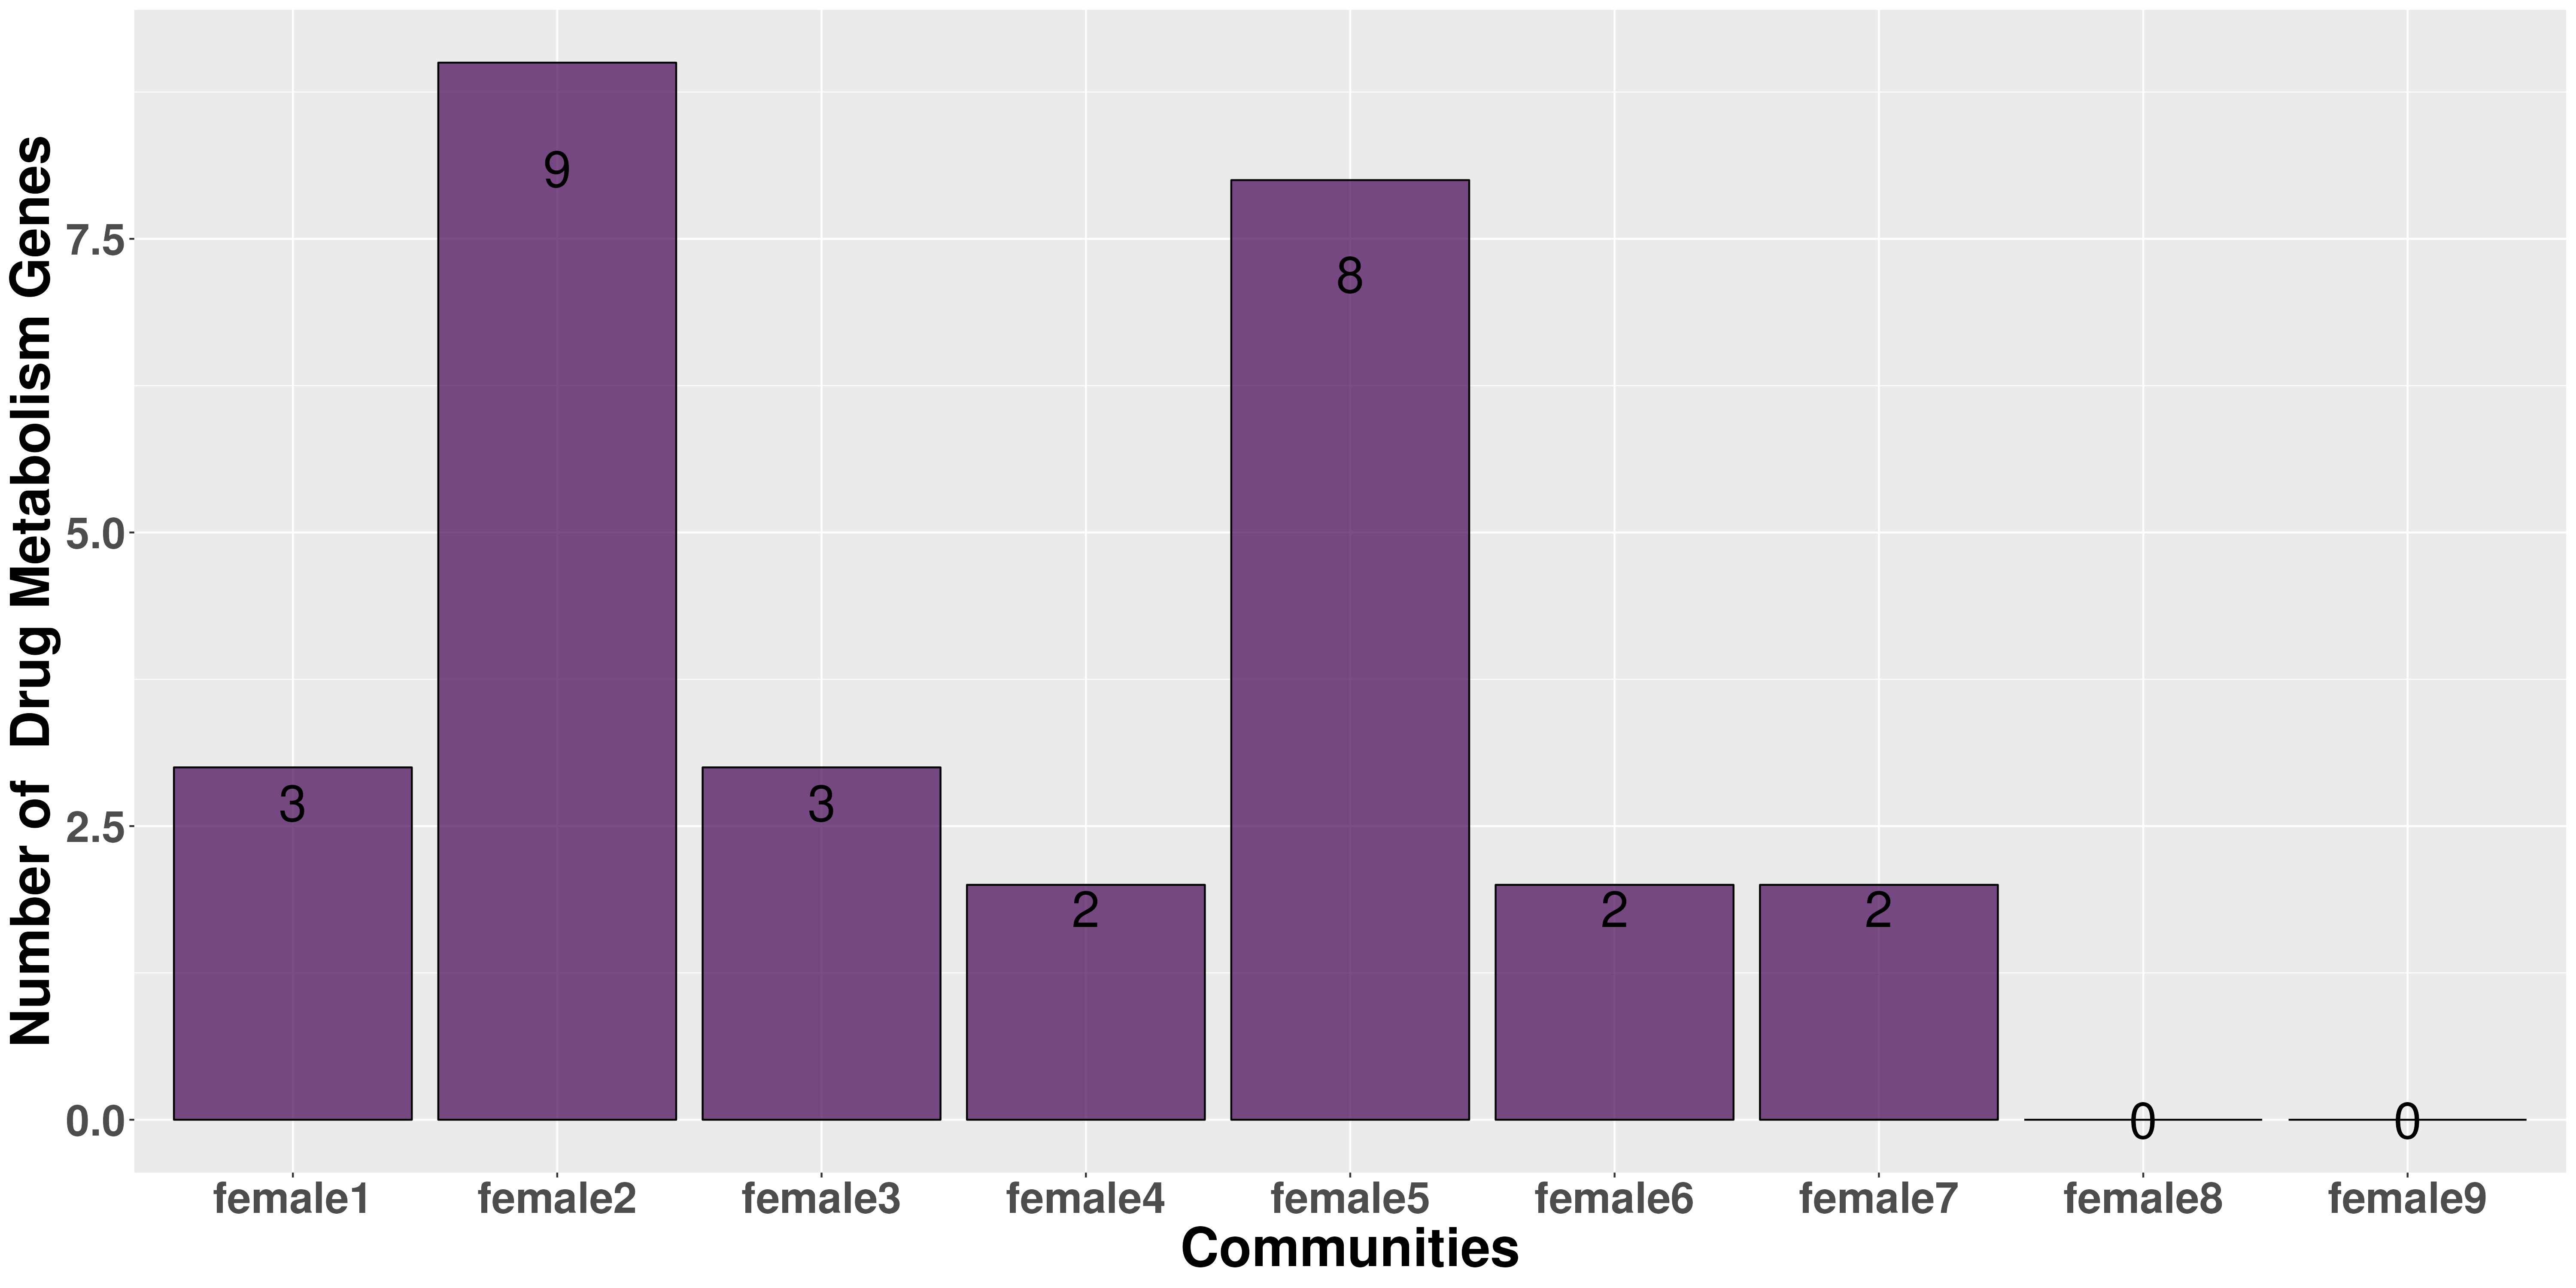 Number of  Drug Metabolism Genes
7.5
5.0
2.5
0.0
3
9
3
2
8
2
2
0
0
female1
female2
female3
female4
female5
female6
female7
female8
female9
Communities